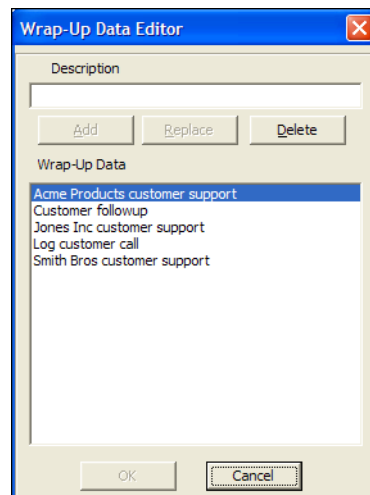 Wrap-Up Data Editor
Description
Add Replace Delete
Wrap-Up Data
Acme Products customer support
Customer followup
Jones Inc customer support
Log customer call
Smith Bros customer support
OK Cancel